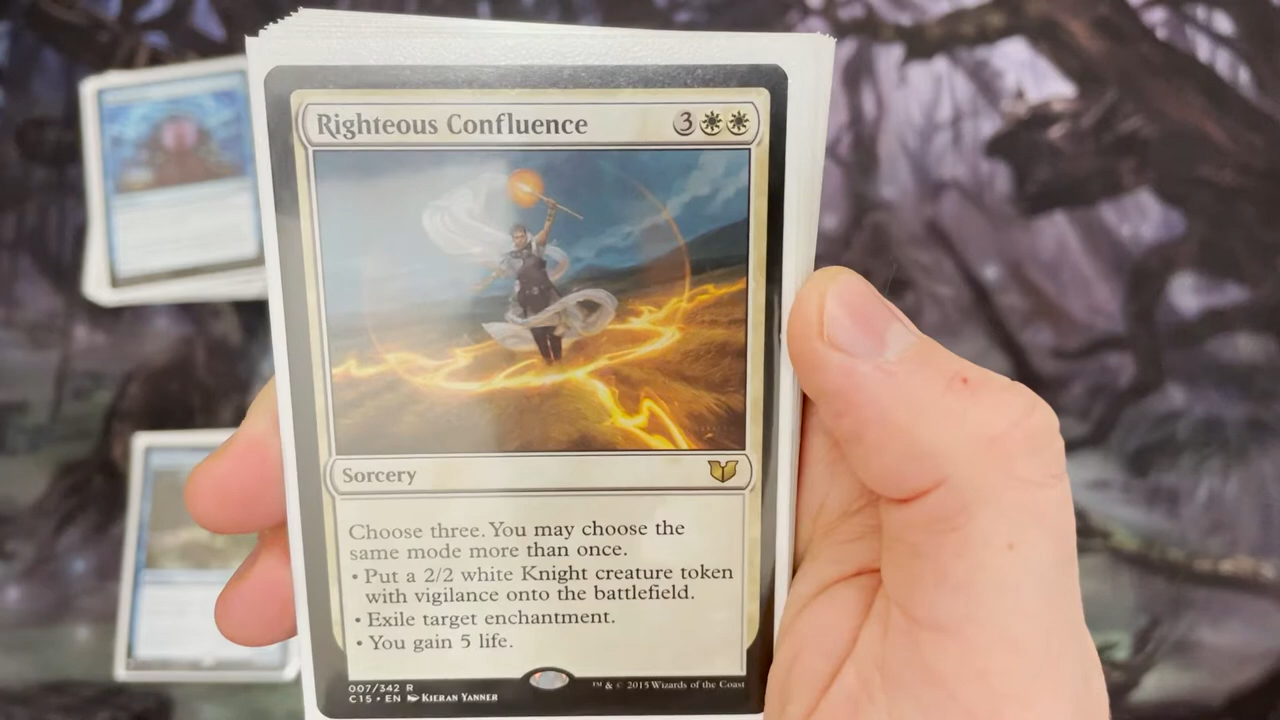 Righteous Confluence 3
Sorcery
Choose three. You may choose the
same mode more than once.
• Put a 2/2 white Knight creature token
with vigilance onto the battlefield.
• Exile target enchantment.
• You gain 5 life.
007/342 R
C15 • EN Kieran Yanner
™ & © 2015 Wizards of the Coast